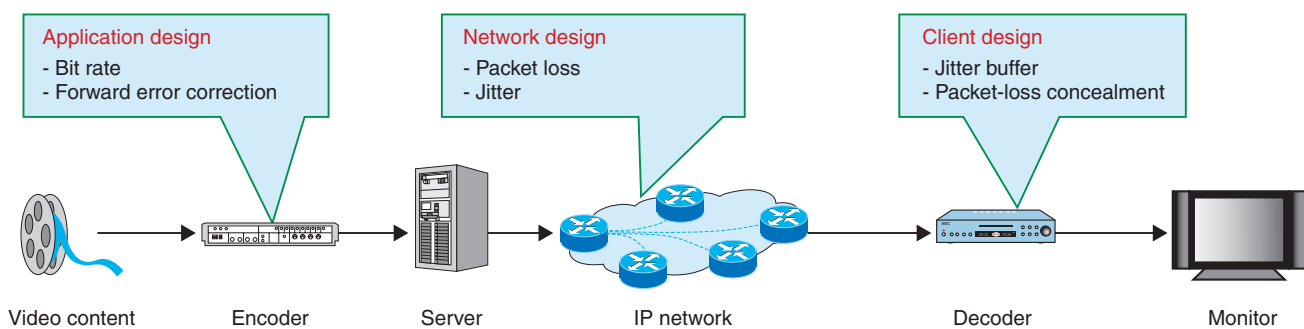 Application design
- Bit rate
- Forward error correction
Network design
- Packet loss
- Jitter
Client design
- Jitter buffer
- Packet-loss concealment
Video content
Encoder
Server
IP network
Decoder
Monitor